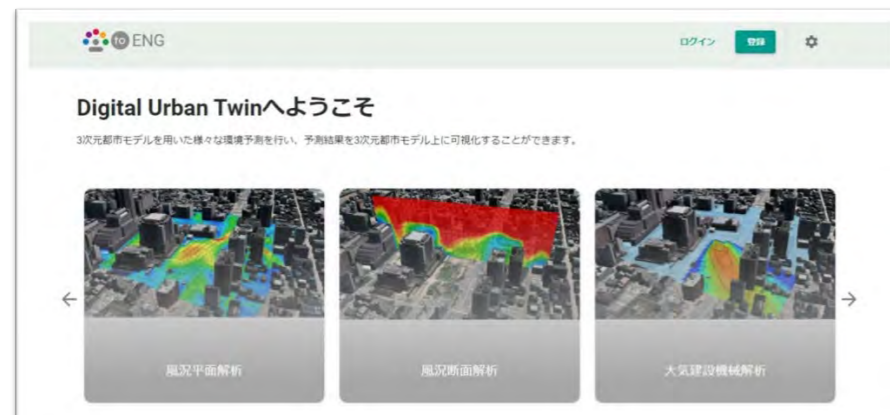 to ENG
ログイン
登録
Digital Urban Twinへようこそ
3次元都市モデルを用いた様々な環境予測を行い、予測結果を3次元都市モデル上に可視化することができます。
風況平面解析
風況断面解析
大気建設機械解析